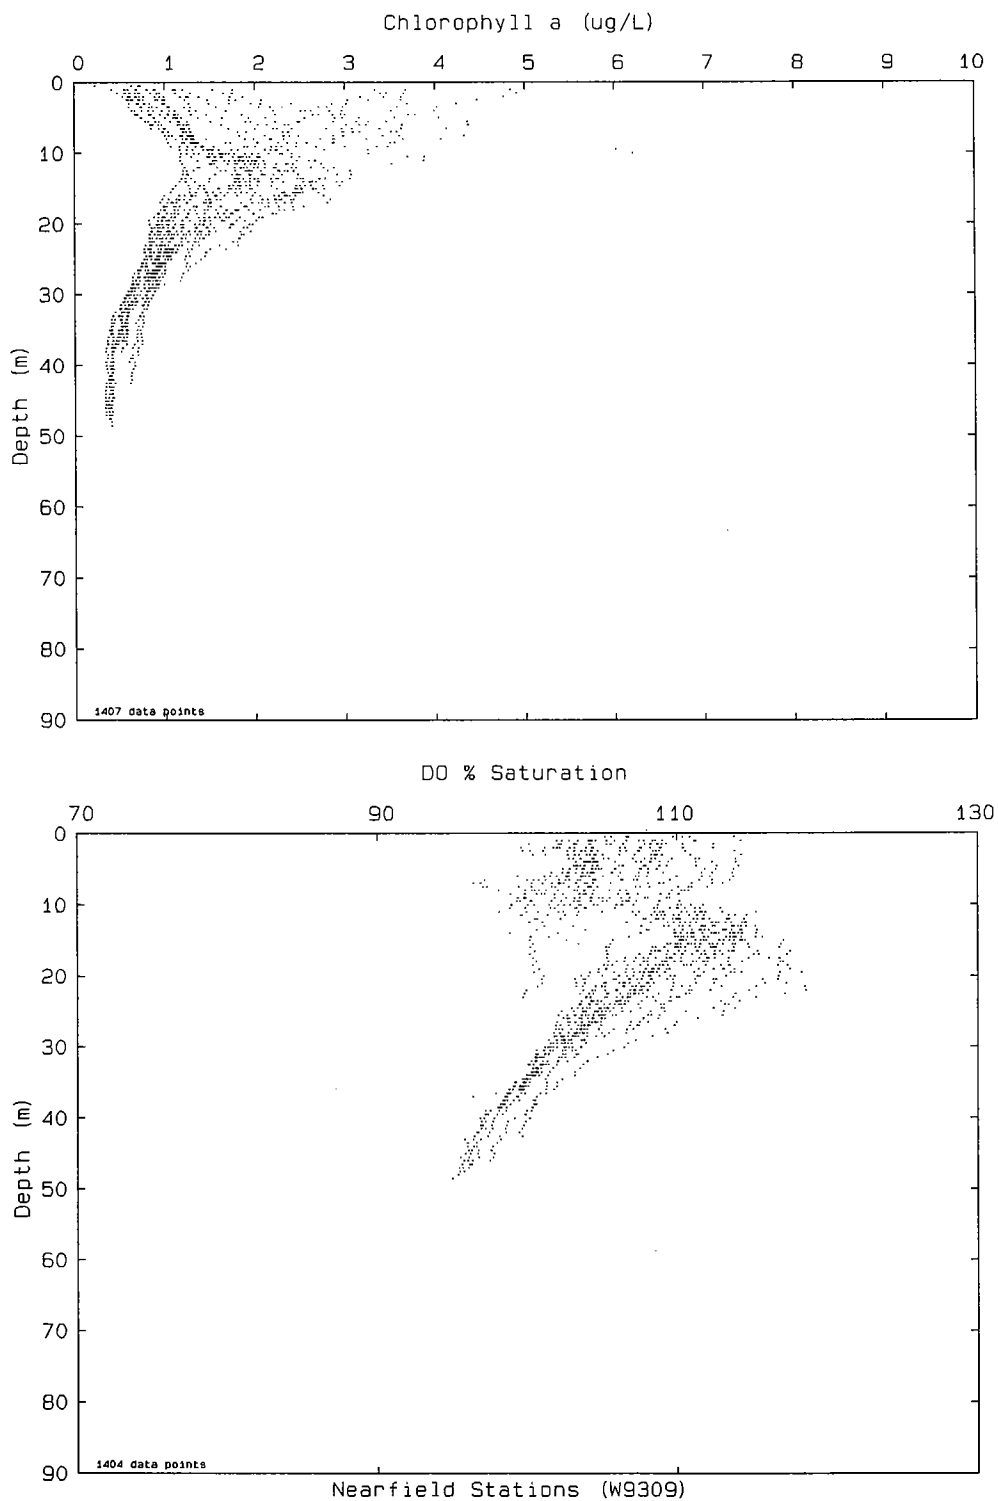 Chlorophyll a (ug/L)
0 1 2 3 4 5 6 7 8 9 10
0
10
20
30
40
50
60
70
80
90
Depth (m)
1407 data points
DO % Saturation
70 90 110 130
0
10
20
30
40
50
60
70
80
90
Depth (m)
1404 data points
Nearfield Stations (W9309)